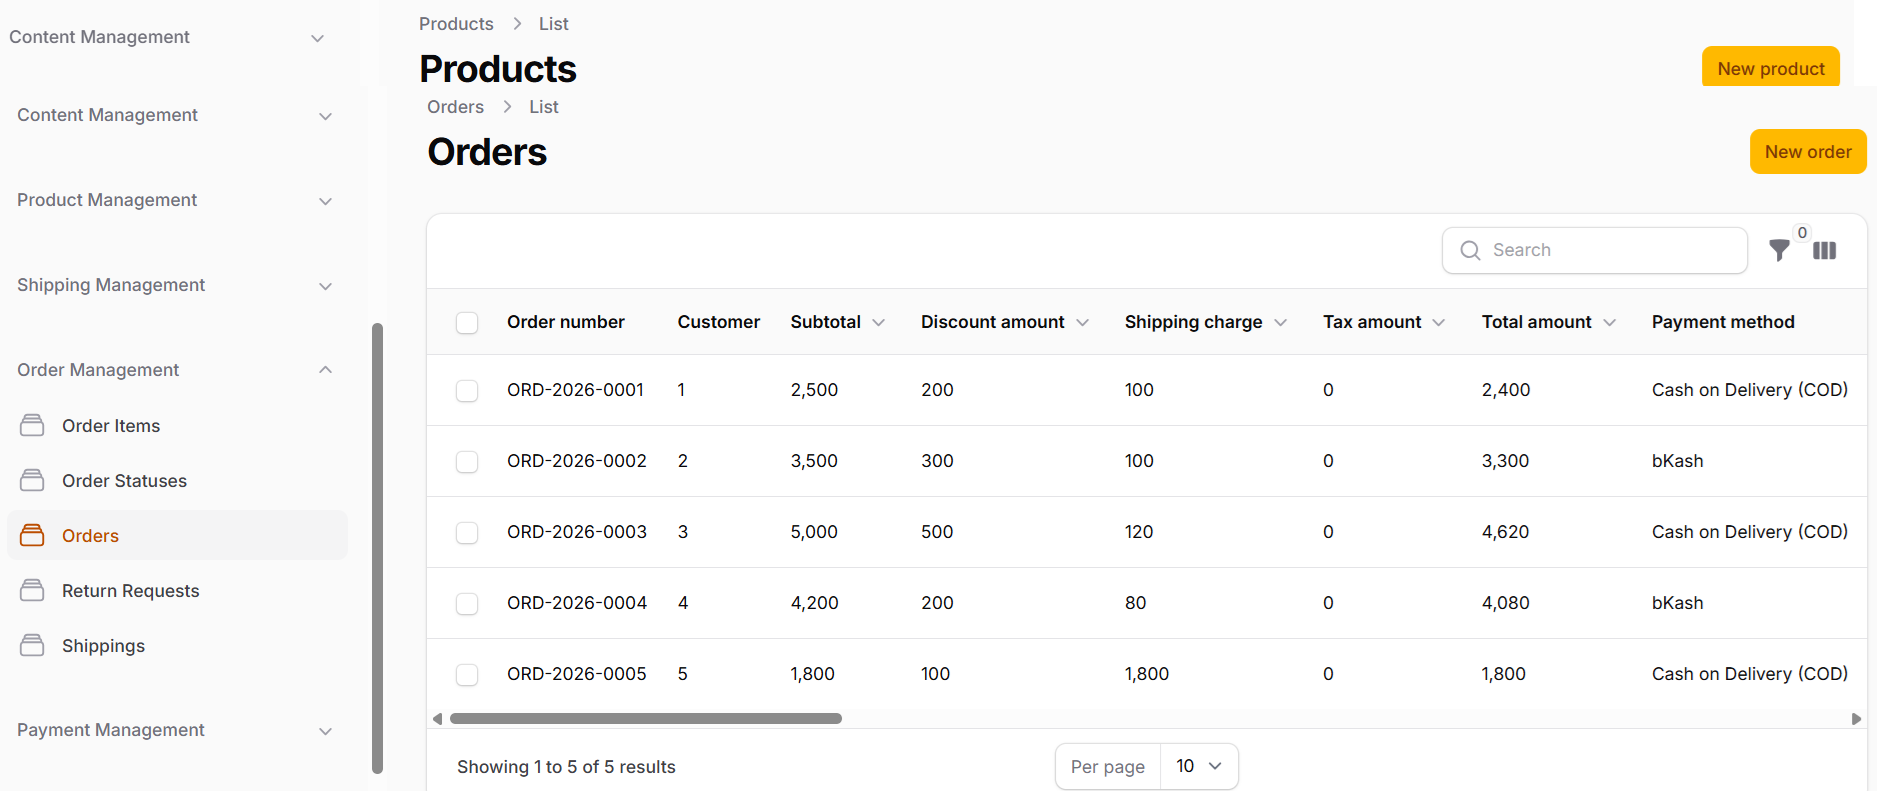 Content Management
Products > List
Products
New product
Content Management
Product Management
Shipping Management
Order Management
Order Items
Order Statuses
Orders
Return Requests
Shippings
Payment Management
Orders > List
Orders
New order
Search
0
Order number Customer Subtotal Discount amount Shipping charge Tax amount Total amount Payment method
ORD-2026-0001 1 2,500 200 100 0 2,400 Cash on Delivery (COD)
ORD-2026-0002 2 3,500 300 100 0 3,300 bKash
ORD-2026-0003 3 5,000 500 120 0 4,620 Cash on Delivery (COD)
ORD-2026-0004 4 4,200 200 80 0 4,080 bKash
ORD-2026-0005 5 1,800 100 1,800 0 1,800 Cash on Delivery (COD)
Showing 1 to 5 of 5 results
Per page 10